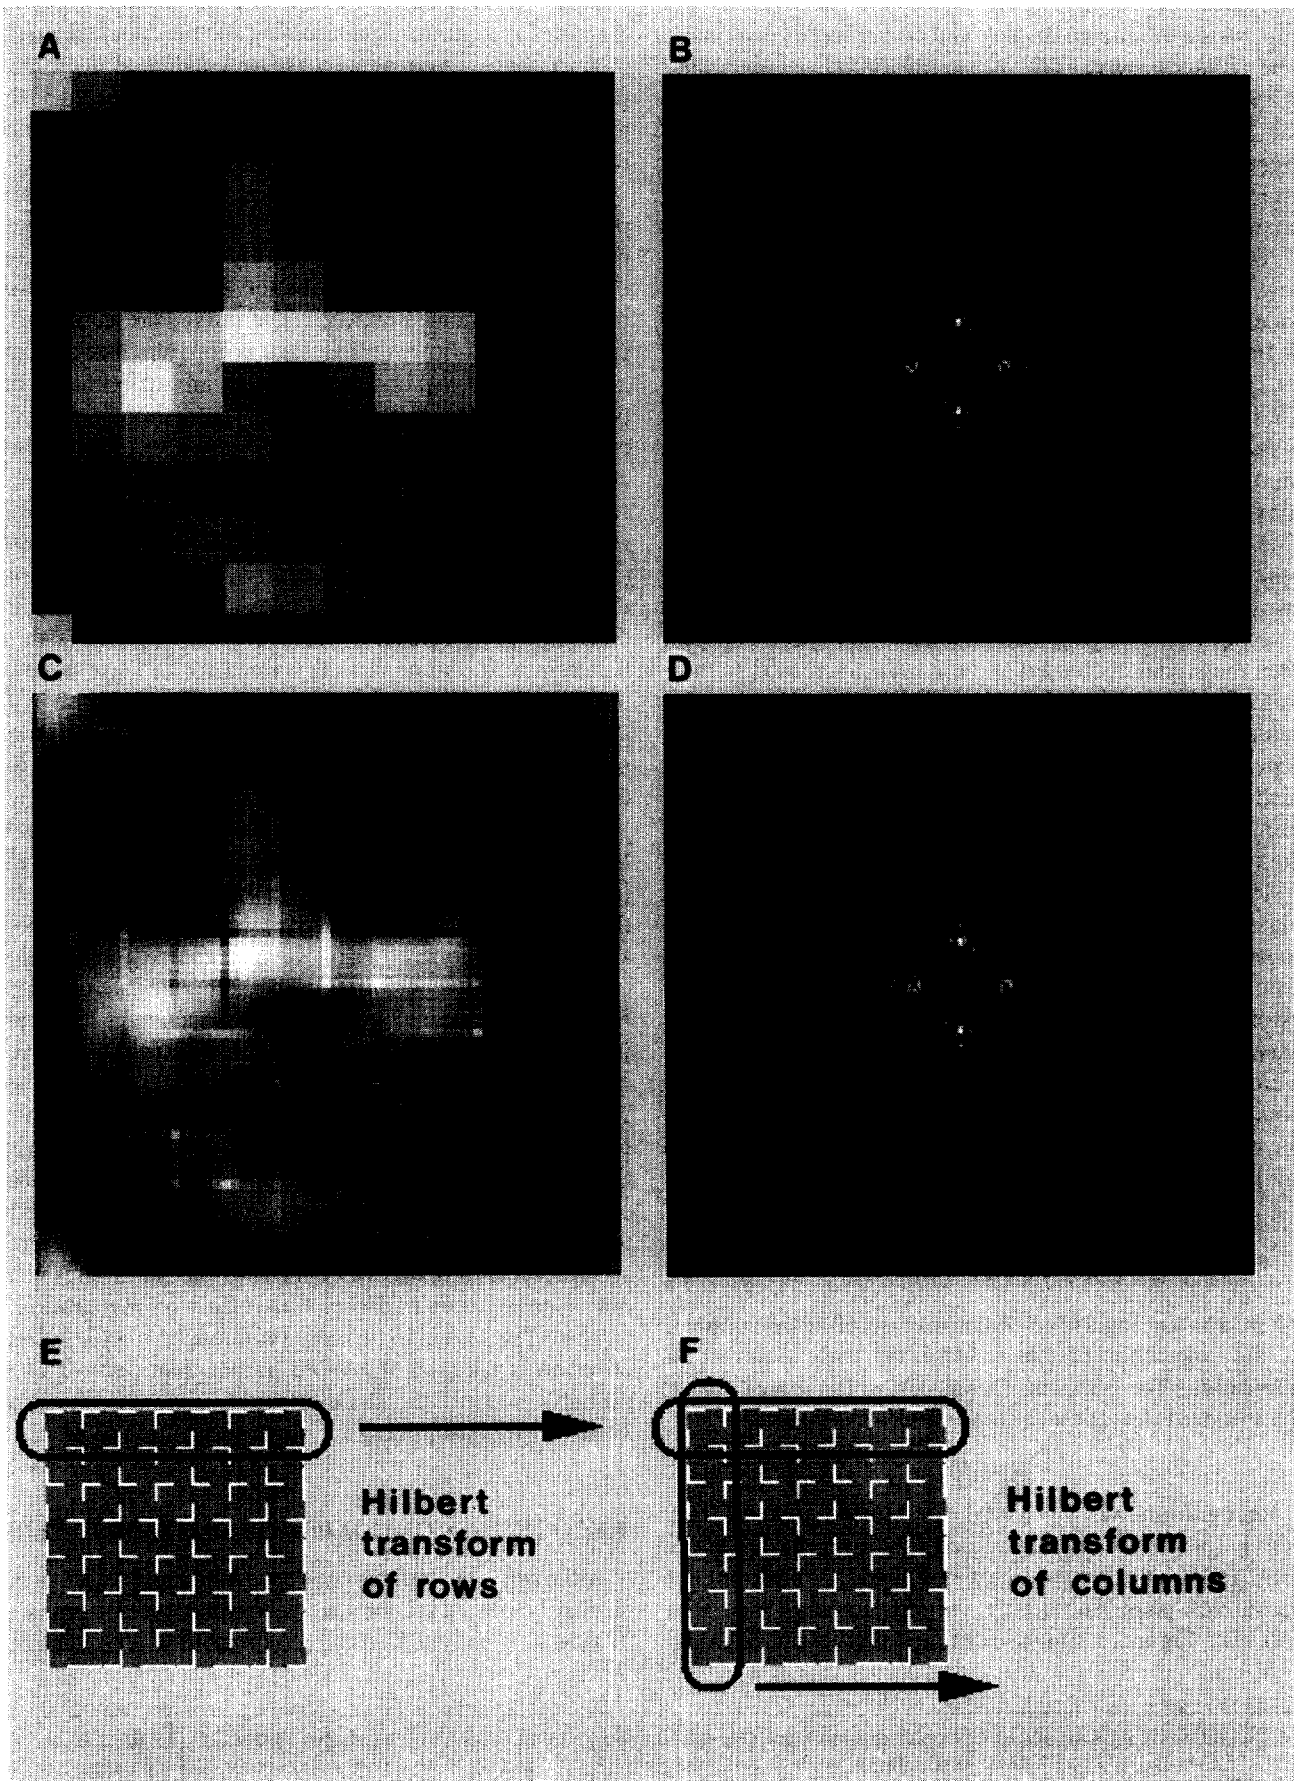 A
B
C
D
E
Hilbert
transform
of rows
F
Hilbert
transform
of columns